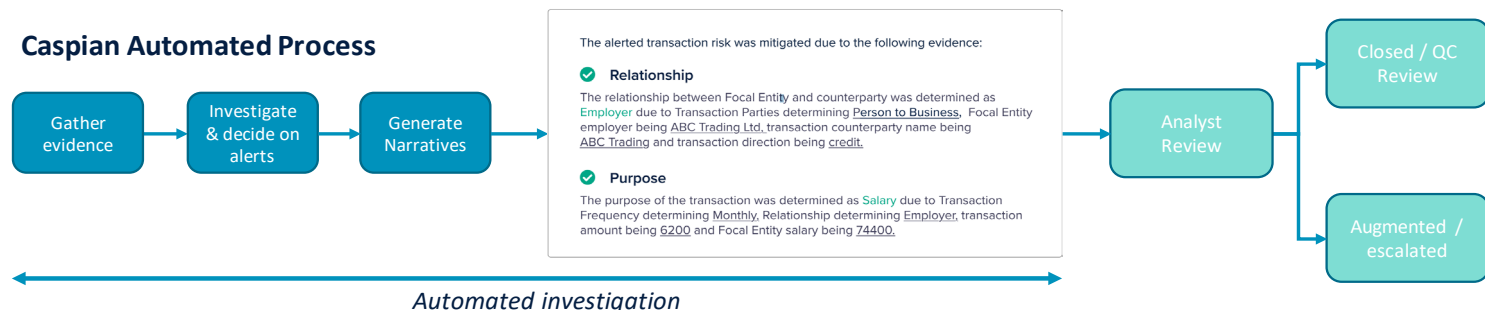 Caspian Automated Process
Gather
evidence
Investigate
& decide on
alerts
Generate
Narratives
The alerted transaction risk was mitigated due to the following evidence:
Relationship
The relationship between Focal Entity and counterparty was determined as
Employer due to Transaction Parties determining Person to Business, Focal Entity
employer being ABC Trading Ltd, transaction counterparty name being
ABC Trading and transaction direction being credit.
Purpose
The purpose of the transaction was determined as Salary due to Transaction
Frequency determining Monthly, Relationship determining Employer, transaction
amount being 6200 and Focal Entity salary being 74400.
Analyst
Review
Closed / QC
Review
Augmented /
escalated
Automated investigation